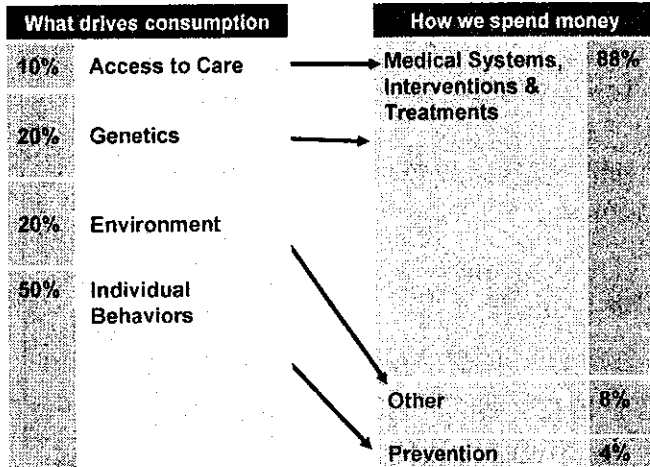 What drives consumption
How we spend money
10% Access to Care
20% Genetics
20% Environment
50% Individual
Behaviors
Medical Systems, 88%
Interventions &
Treatments
Other 8%
Prevention 4%